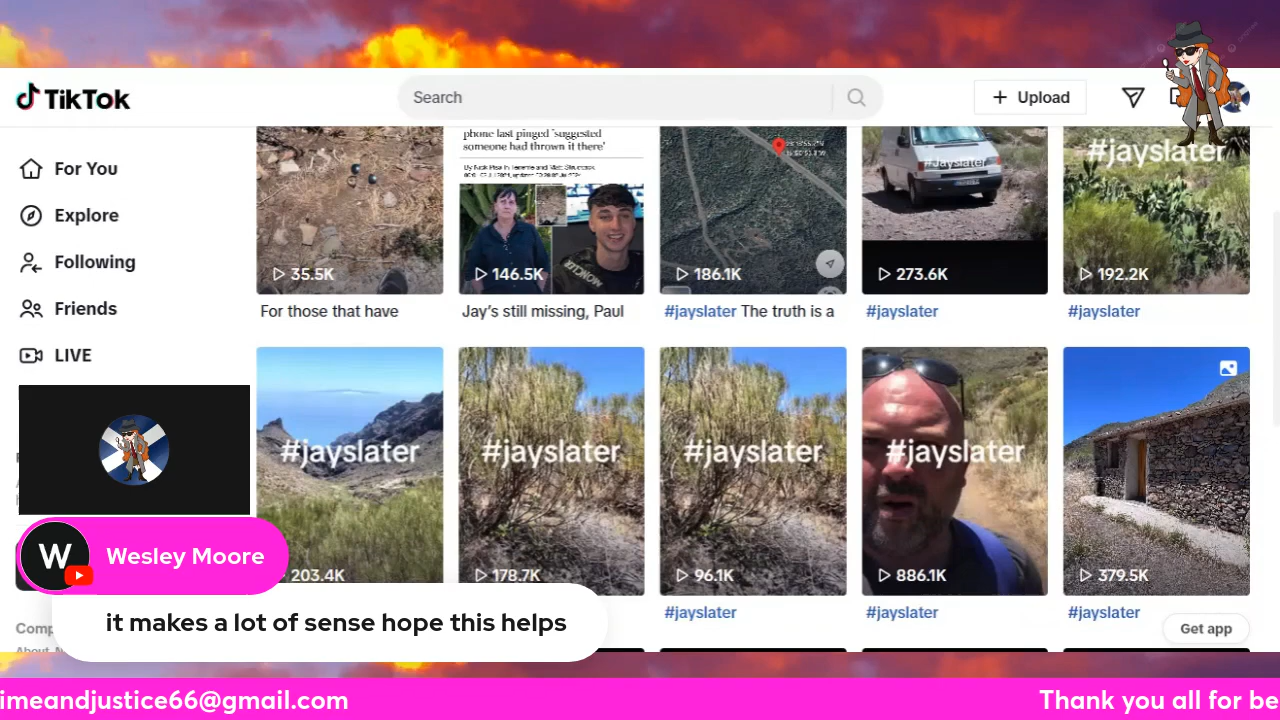 TikTok
Search
Upload
For You
Explore
Following
Friends
LIVE
phone last pinged 'suggested
someone had thrown it there'
#jayslater
#jayslater
35.5K
146.5K
186.1K
273.6K
192.2K
For those that have
Jay's still missing, Paul
#jayslater The truth is a
#jayslater
#jayslater
#jayslater
#jayslater
#jayslater
#jayslater
203.4K
178.7K
96.1K
886.1K
379.5K
#jayslater
#jayslater
#jayslater
W
Wesley Moore
it makes a lot of sense hope this helps
Comp
Get app
imeandjustice66@gmail.com
Thank you all for be